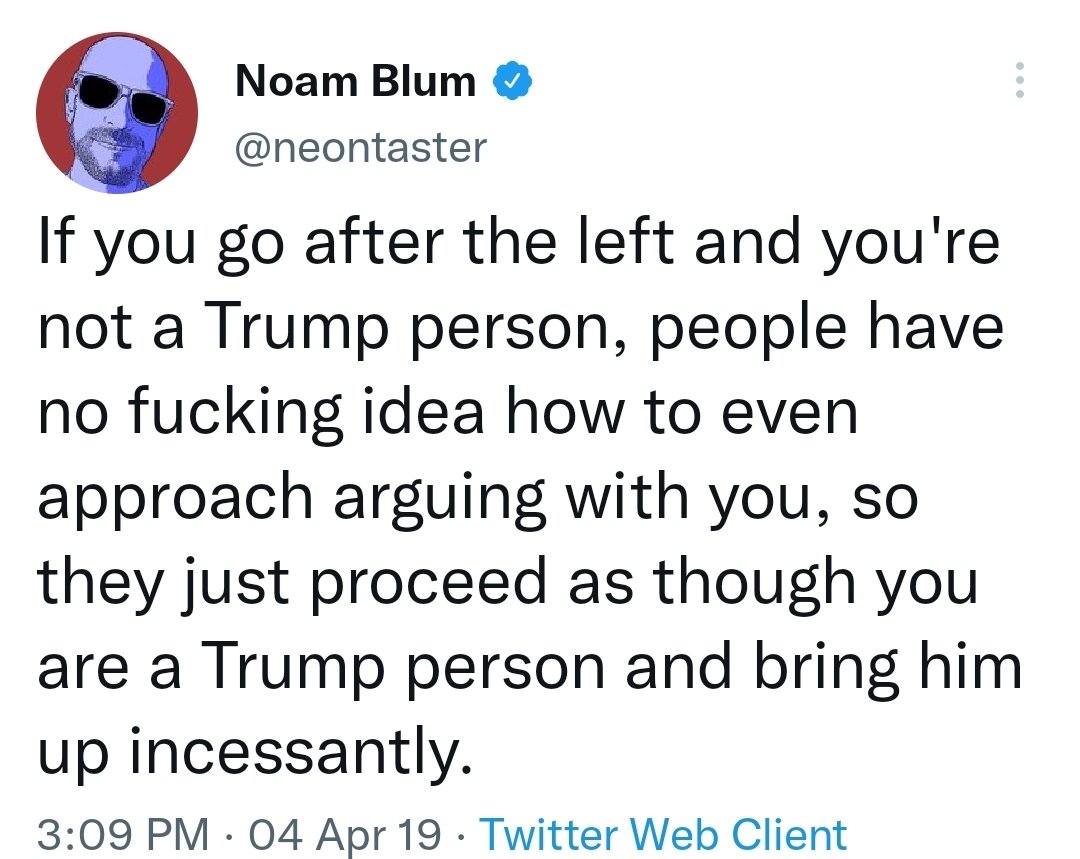 Noam Blum
@neontaster
If you go after the left and you're
not a Trump person, people have
no fucking idea how to even
approach arguing with you, so
they just proceed as though you
are a Trump person and bring him
up incessantly.
3:09 PM · 04 Apr 19 · Twitter Web Client